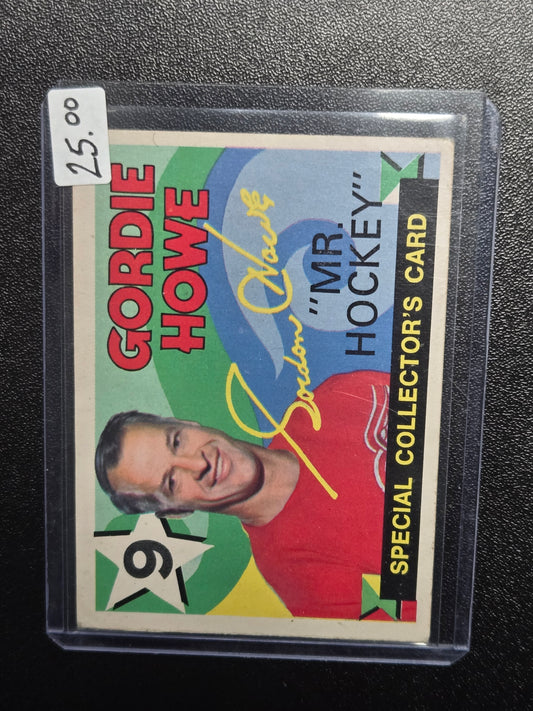 25.00
GORDIE
HOWE
Gordon Howe
"MR.
HOCKEY"
9
SPECIAL COLLECTOR'S CARD